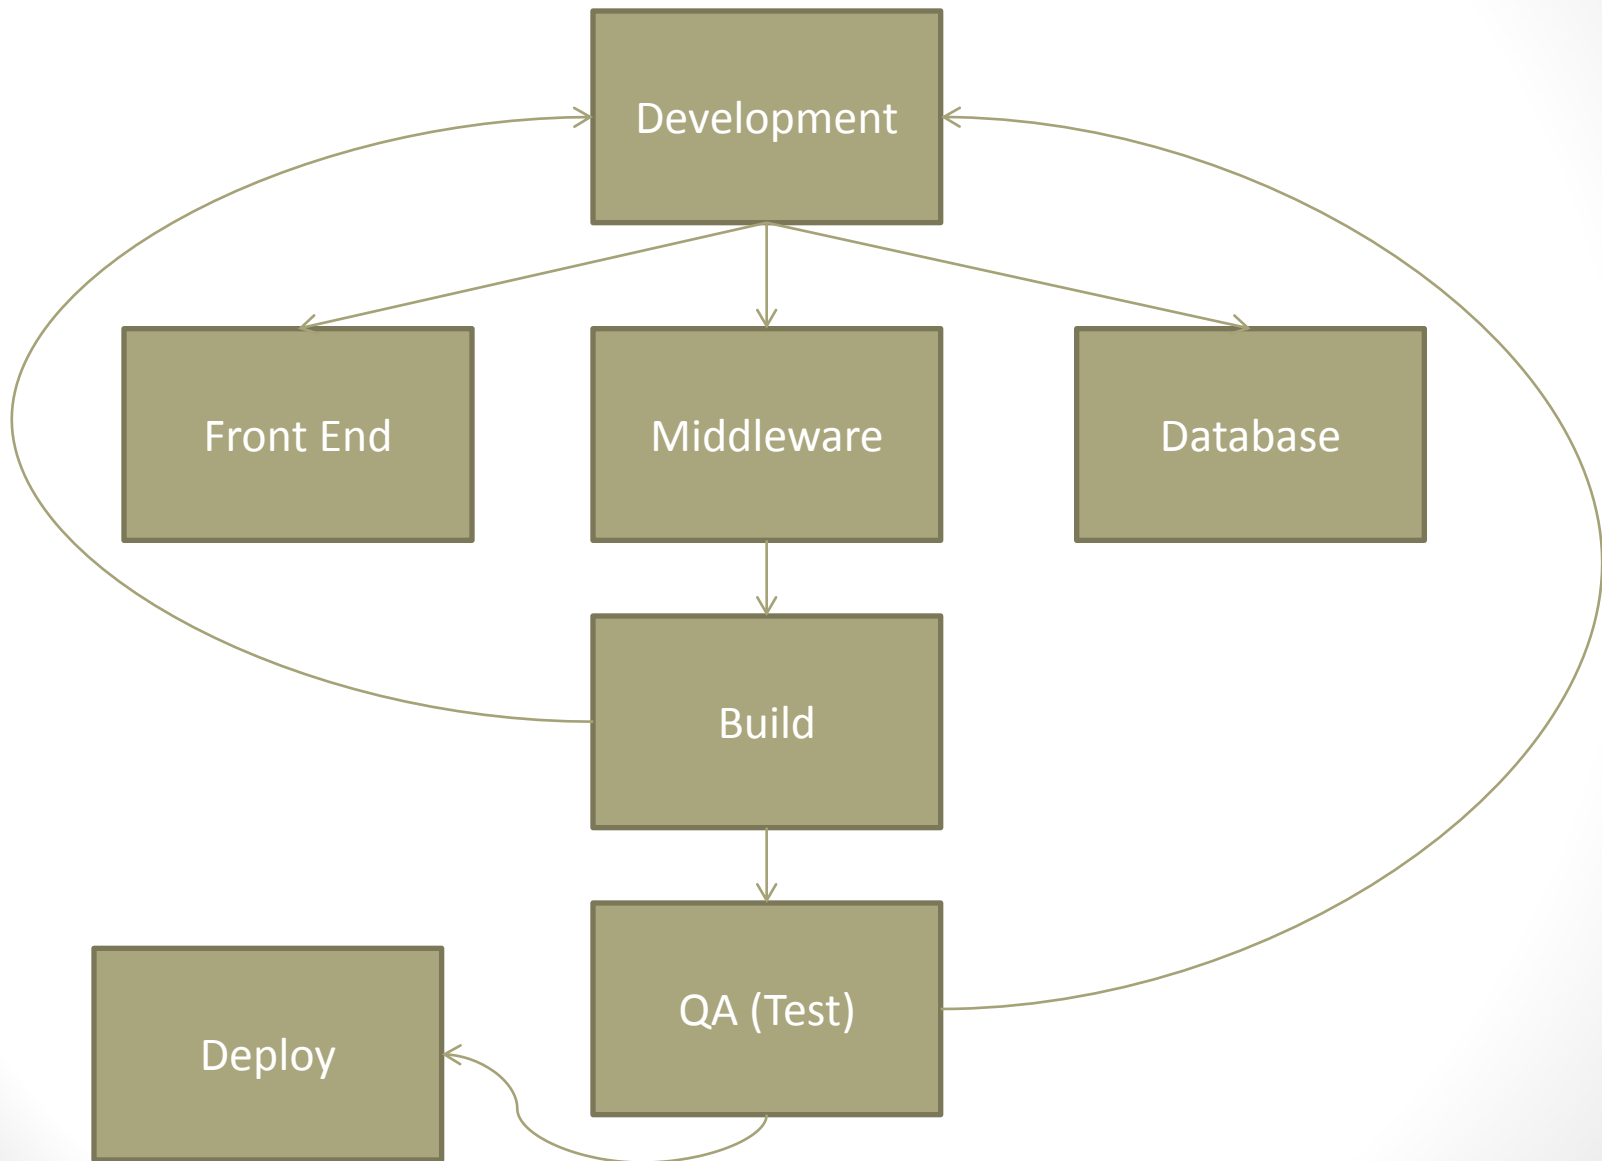 Development
Front End
Middleware
Database
Build
QA (Test)
Deploy